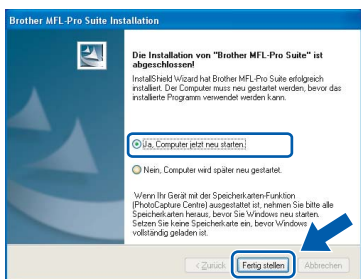 Brother MFL-Pro Suite Installation
Die Installation von "Brother MFL-Pro Suite" ist
abgeschlossen!
InstallShield Wizard hat Brother MFL-Pro Suite erfolgreich
installiert. Der Computer muss neu gestartet werden, bevor das
installierte Programm verwendet werden kann.
Ja, Computer jetzt neu starten.
Nein, Computer wird später neu gestartet.
Wenn Ihr Gerät mit der Speicherkarten-Funktion
(PhotoCapture Centre) ausgestattet ist, nehmen Sie bitte alle
Speicherkarten heraus, bevor Sie Windows neu starten.
Setzen Sie keine Speicherkarte ein, bevor Windows
vollständig geladen ist.
< Zurück Fertig stellen Abbrechen